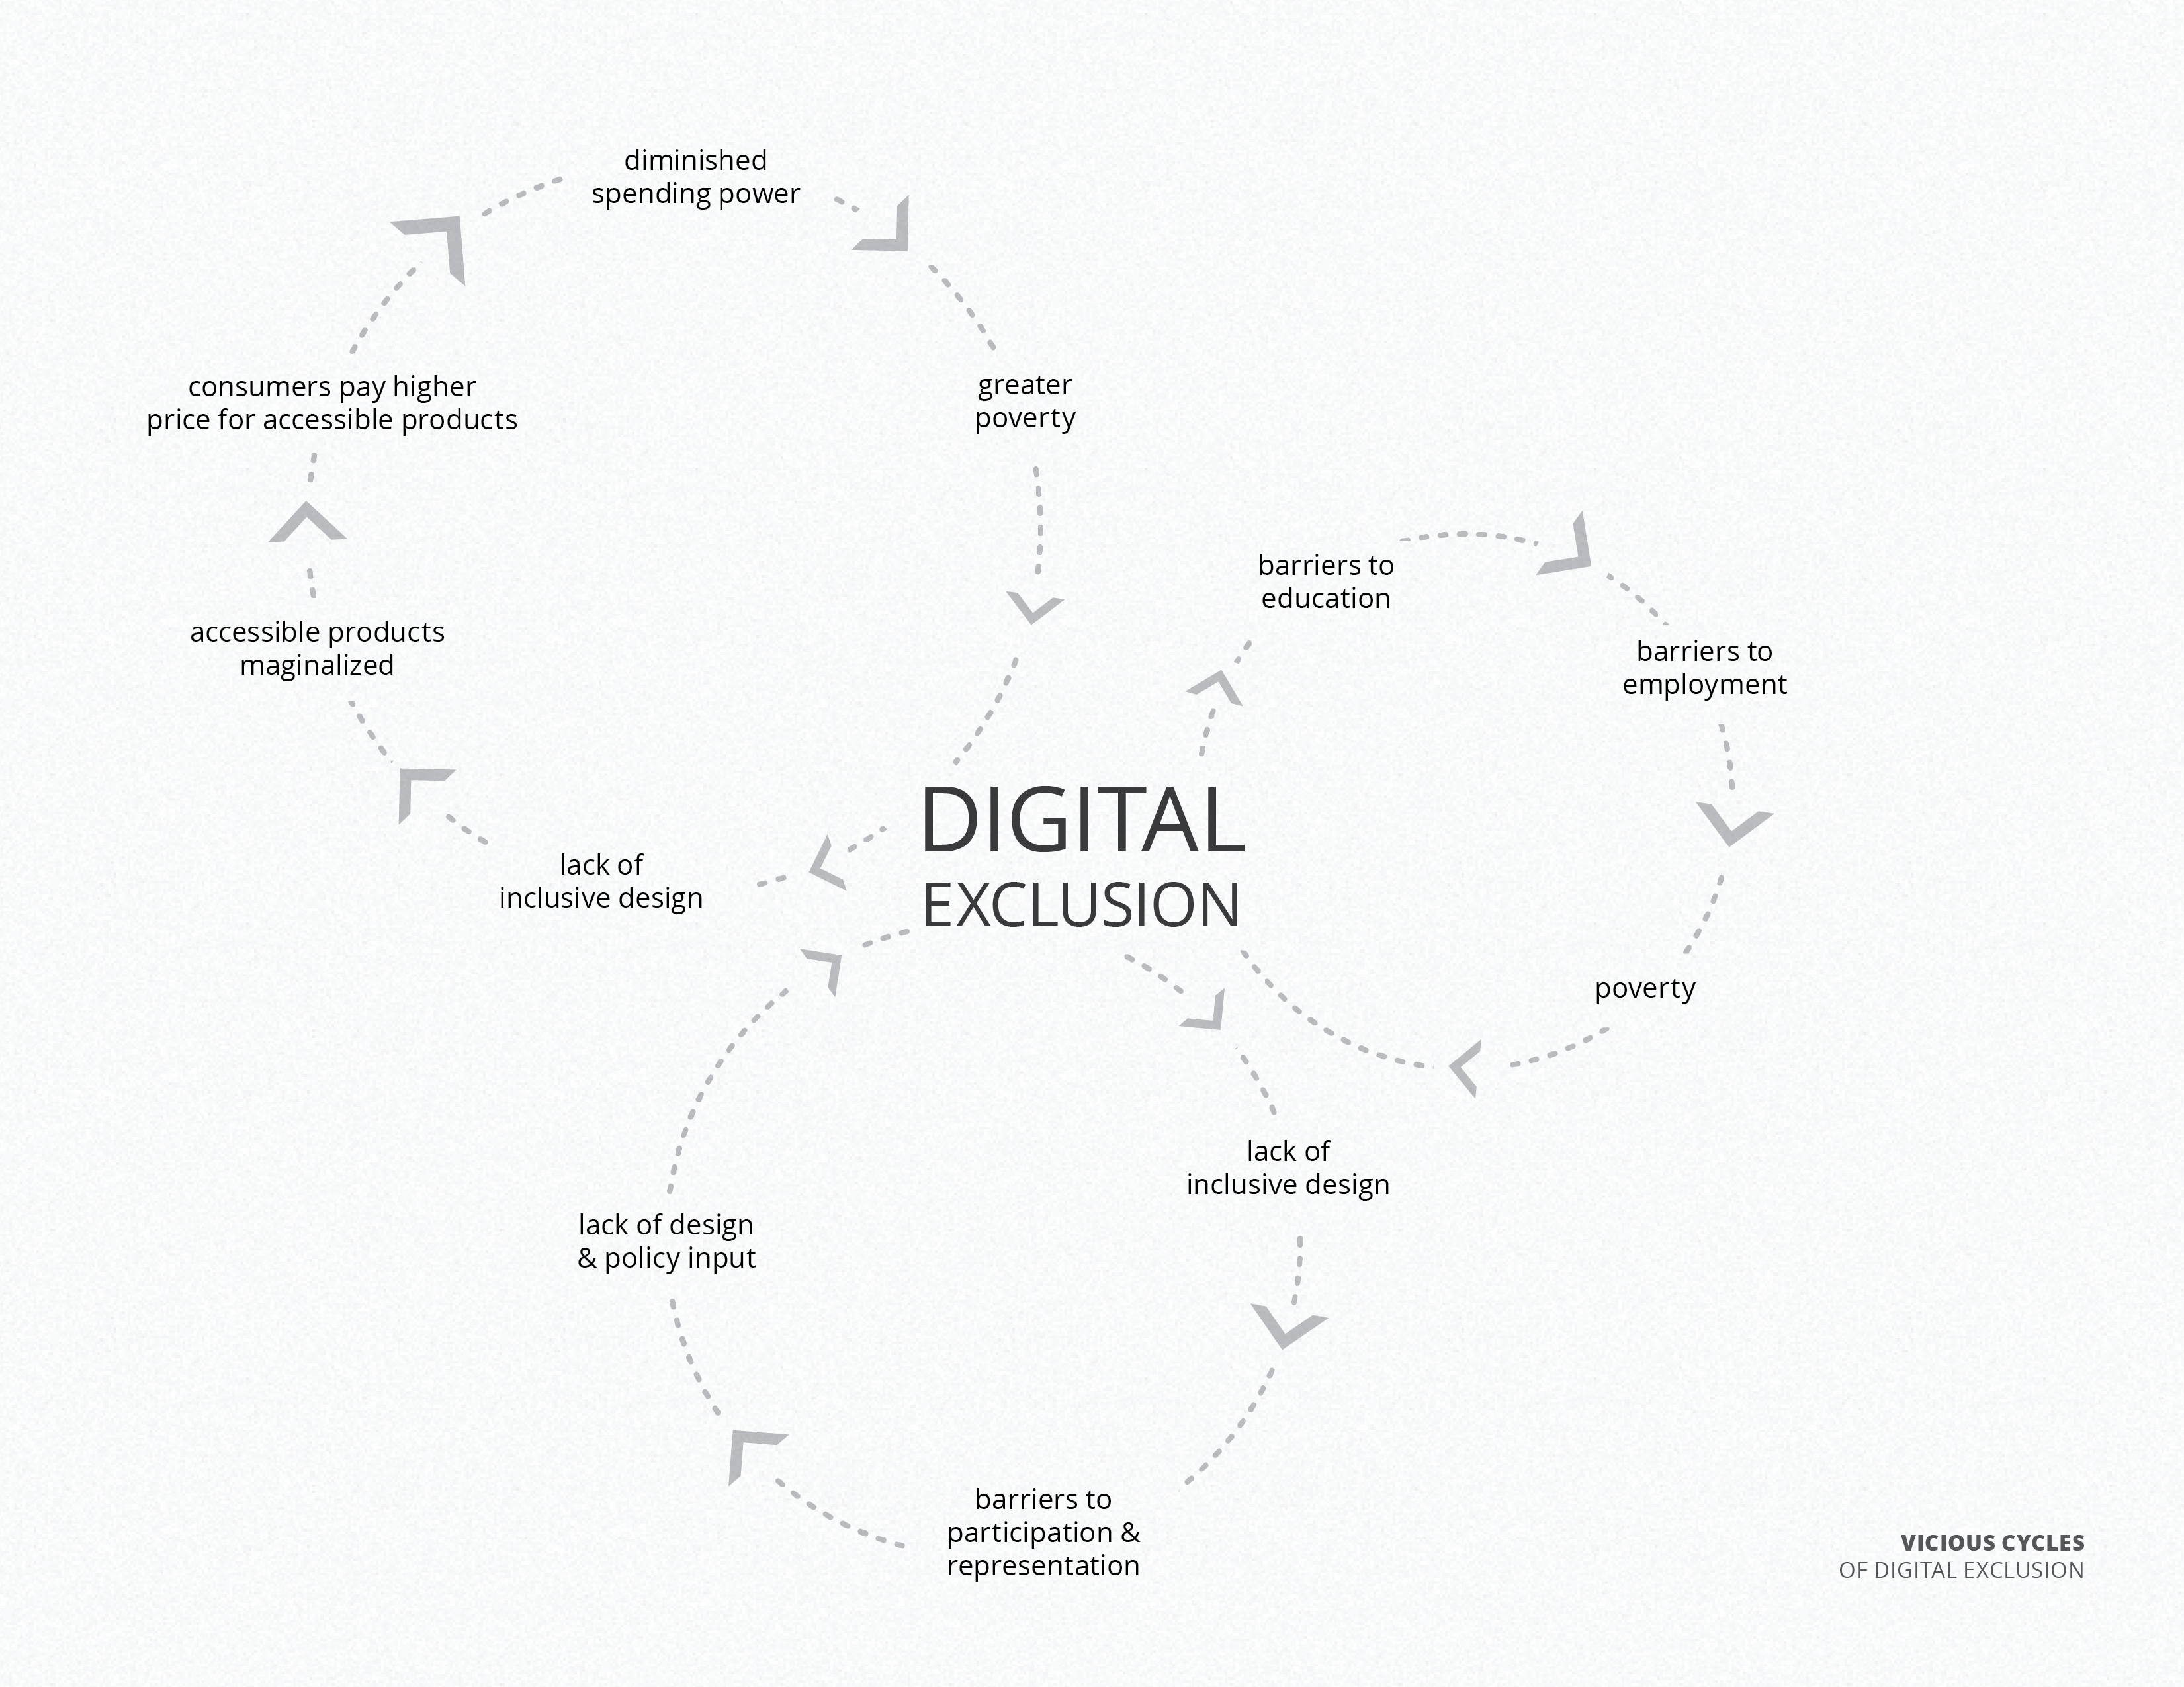 diminished
spending power
consumers pay higher
price for accessible products
greater
poverty
accessible products
maginalized
barriers to
education
barriers to
employment
DIGITAL
EXCLUSION
lack of
inclusive design
poverty
lack of
inclusive design
lack of design
& policy input
barriers to
participation &
representation
VICIOUS CYCLES
OF DIGITAL EXCLUSION